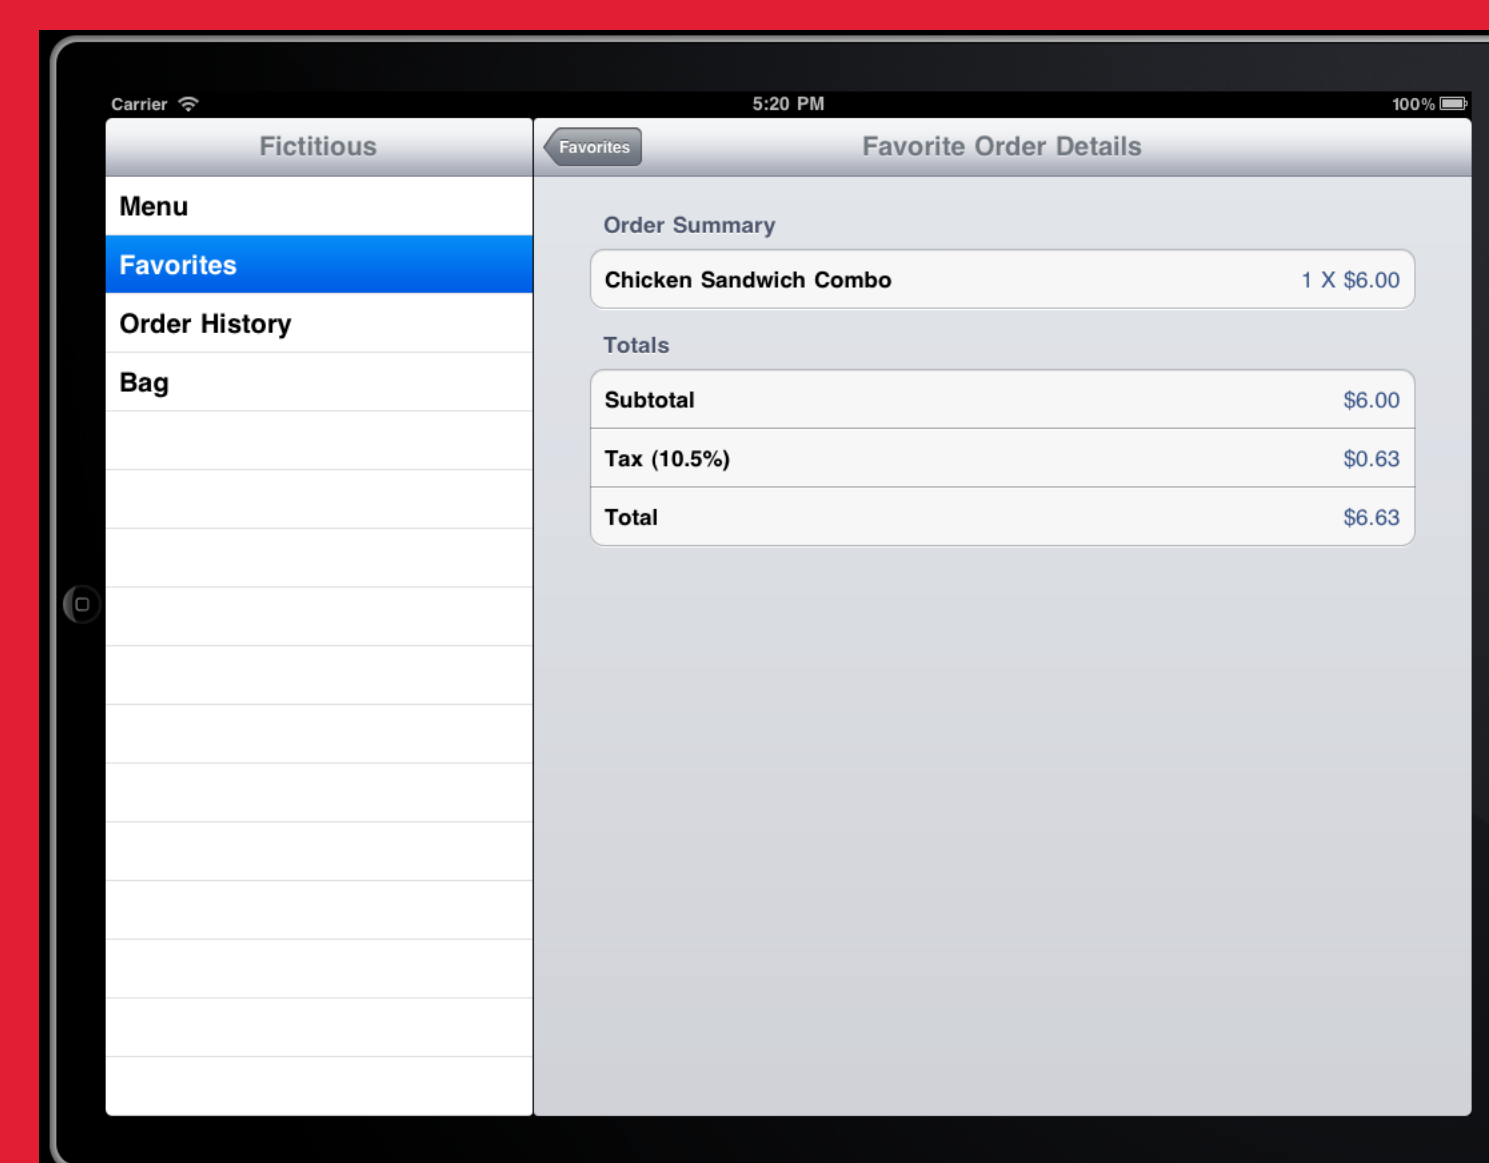 Carrier
5:20 PM
100%
Fictitious
Favorites
Favorite Order Details
Menu
Favorites
Order History
Bag
Order Summary
Chicken Sandwich Combo 1 X $6.00
Totals
Subtotal $6.00
Tax (10.5%) $0.63
Total $6.63